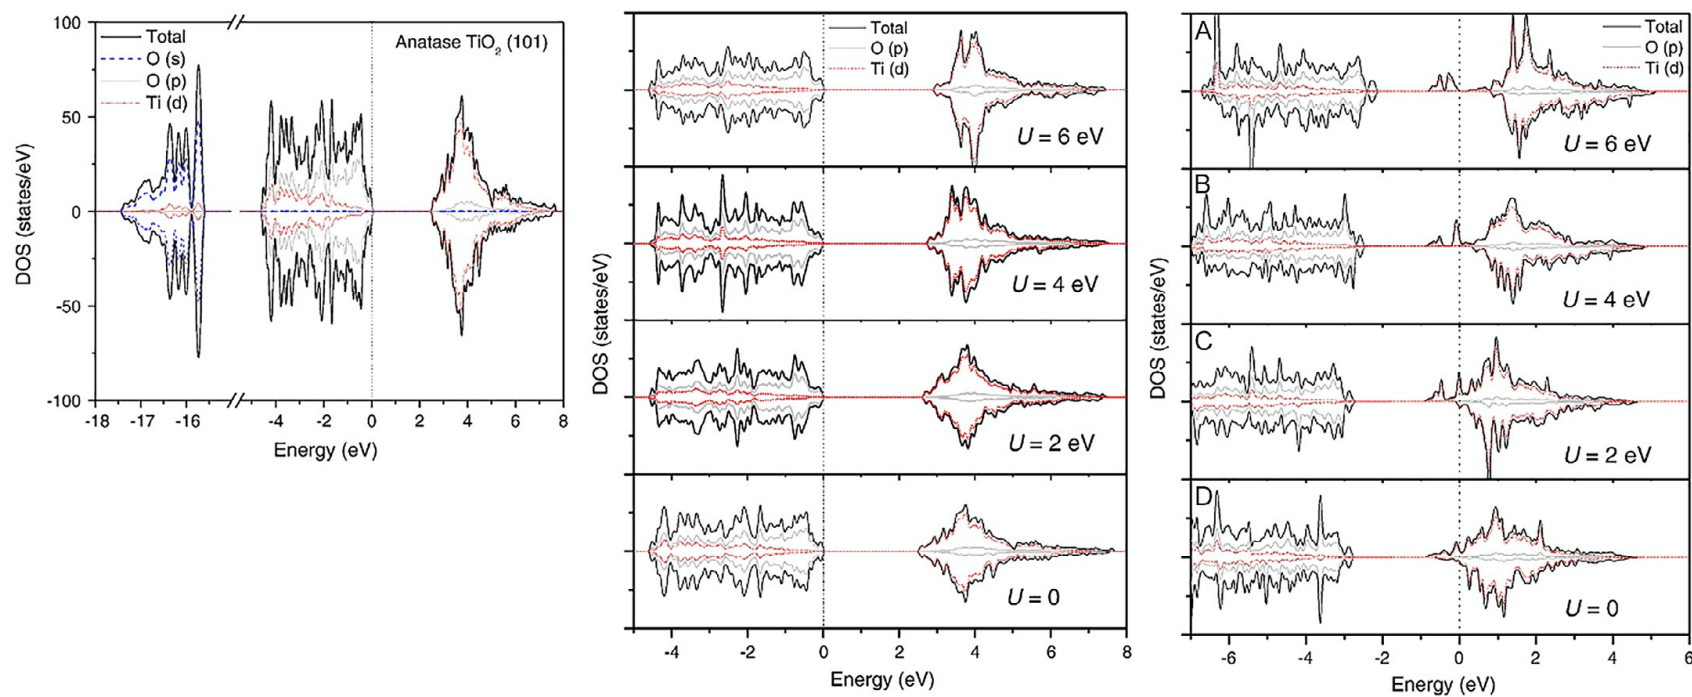 100
50
0
-50
-100
DOS (states/eV)
Total
O (s)
O (p)
Ti (d)
Anatase TiO₂ (101)
-18 -17 -16 -4 -2 0 2 4 6 8
Energy (eV)
DOS (states/eV)
Total
O (p)
Ti (d)
U = 6 eV
U = 4 eV
U = 2 eV
U = 0
-4 -2 0 2 4 6 8
Energy (eV)
DOS (states/eV)
A
Total
O (p)
Ti (d)
U = 6 eV
B
U = 4 eV
C
U = 2 eV
D
U = 0
-6 -4 -2 0 2 4 6
Energy (eV)